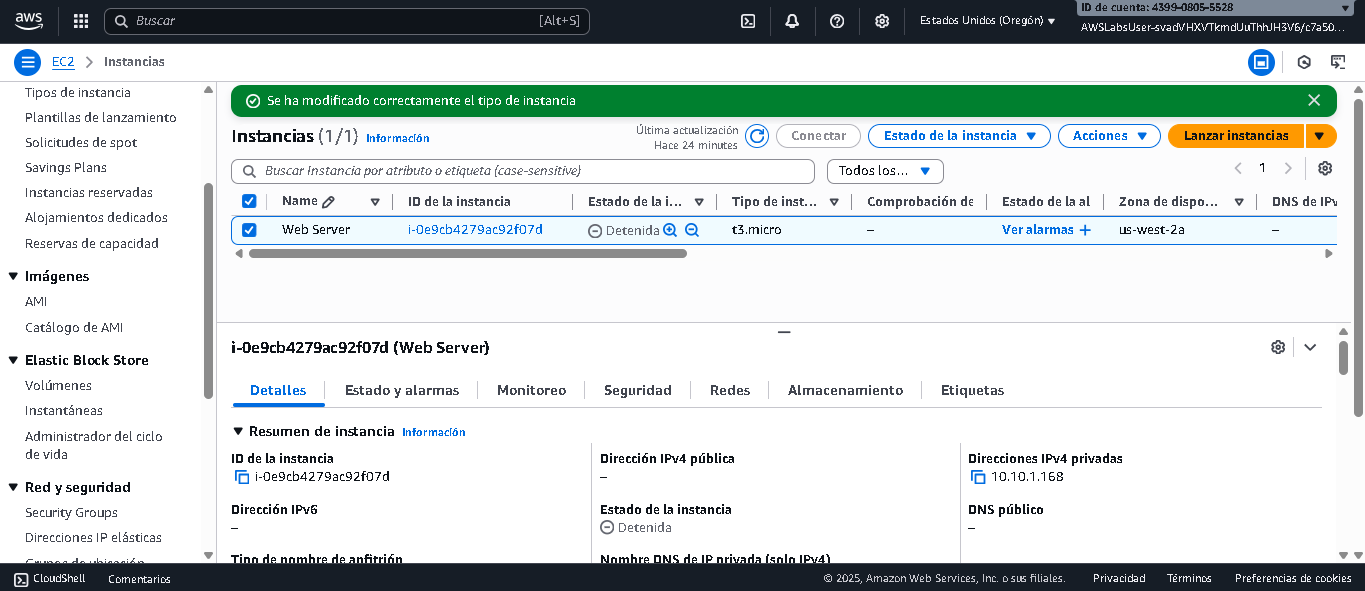 aws
Buscar [Alt+S]
Estados Unidos (Oregón)
ID de cuenta: 4399-0805-5528
AWSLabsUser-svadVHXVTkmdUuThhJH3V6/c7a50...
EC2 Instancias
Tipos de instancia
Plantillas de lanzamiento
Solicitudes de spot
Savings Plans
Instancias reservadas
Alojamientos dedicados
Reservas de capacidad
Imágenes
AMI
Catálogo de AMI
Elastic Block Store
Volúmenes
Instantáneas
Administrador del ciclo
de vida
Red y seguridad
Security Groups
Direcciones IP elásticas
Grupos de ubicación
Se ha modificado correctamente el tipo de instancia
Instancias (1/1) Información
Última actualización
Hace 24 minutes
Conectar Estado de la instancia Acciones Lanzar instancias
Buscar Instancia por atributo o etiqueta (case-sensitive) Todos los...
1
Name ID de la instancia Estado de la i... Tipo de inst... Comprobación de Estado de la al Zona de dispo... DNS de IPv
Web Server i-0e9cb4279ac92f07d Detenida t3.micro – Ver alarmas + us-west-2a –
i-0e9cb4279ac92f07d (Web Server)
Detalles Estado y alarmas Monitoreo Seguridad Redes Almacenamiento Etiquetas
Resumen de instancia Información
ID de la instancia
i-0e9cb4279ac92f07d
Dirección IPv4 pública
–
Direcciones IPv4 privadas
10.10.1.168
Dirección IPv6
–
Estado de la instancia
Detenida
DNS público
–
Tipo de nombre de anfitrión
Nombre DNS de IP privada (solo IPv4)
CloudShell Comentarios
© 2025, Amazon Web Services, Inc. o sus filiales. Privacidad Términos Preferencias de cookies